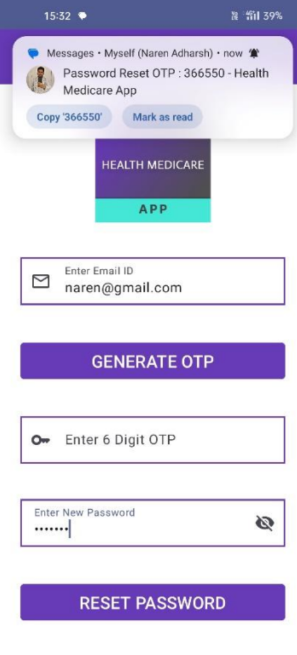 15:32 39%
Messages • Myself (Naren Adharsh) • now
Password Reset OTP : 366550 - Health
Medicare App
Copy '366550' Mark as read
HEALTH MEDICARE
APP
Enter Email ID
naren@gmail.com
GENERATE OTP
Enter 6 Digit OTP
Enter New Password
•••••••
RESET PASSWORD